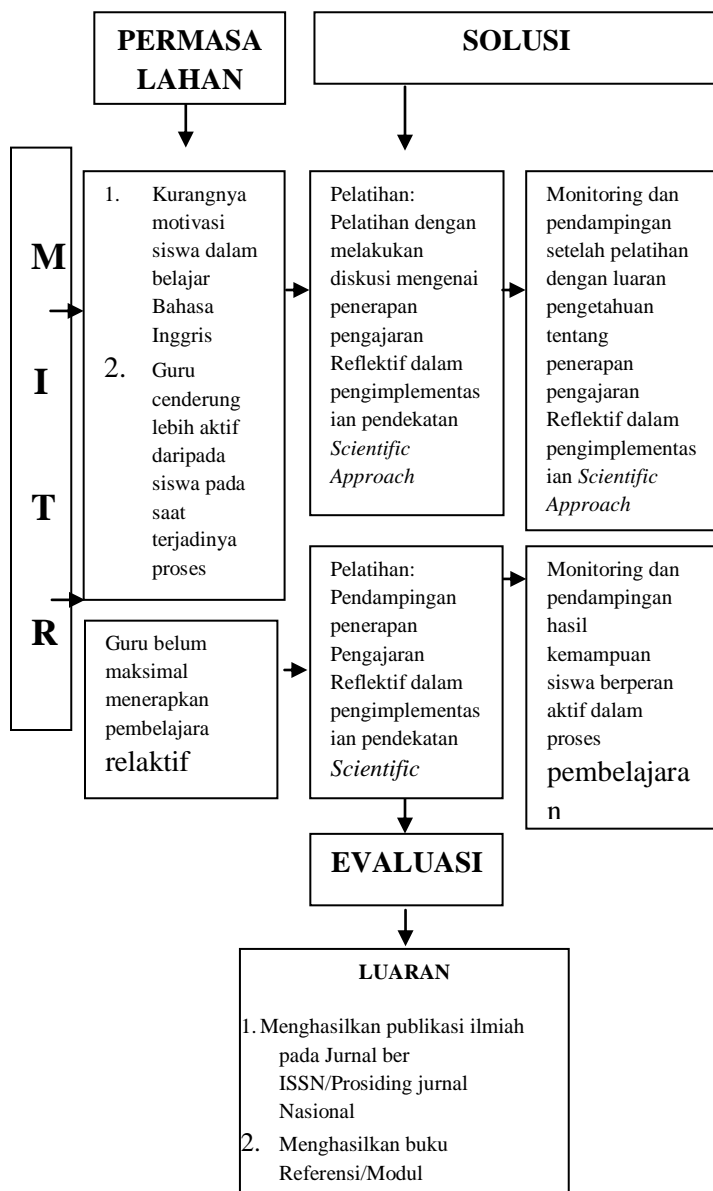 PERMASA
LAHAN
SOLUSI
M
I
T
R
1. Kurangnya
motivasi
siswa dalam
belajar
Bahasa
Inggris
2. Guru
cenderung
lebih aktif
daripada
siswa pada
saat
terjadinya
proses
Pelatihan:
Pelatihan dengan
melakukan
diskusi mengenai
penerapan
pengajaran
Reflektif dalam
pengimplementas
ian pendekatan
Scientific
Approach
Monitoring dan
pendampingan
setelah pelatihan
dengan luaran
pengetahuan
tentang
penerapan
pengajaran
Reflektif dalam
pengimplementas
ian Scientific
Approach
Guru belum
maksimal
menerapkan
pembelajara
relaktif
Pelatihan:
Pendampingan
penerapan
Pengajaran
Reflektif dalam
pengimplementas
ian pendekatan
Scientific
Monitoring dan
pendampingan
hasil
kemampuan
siswa berperan
aktif dalam
proses
pembelajara
n
EVALUASI
LUARAN
1. Menghasilkan publikasi ilmiah
pada Jurnal ber
ISSN/Prosiding jurnal
Nasional
2. Menghasilkan buku
Referensi/Modul